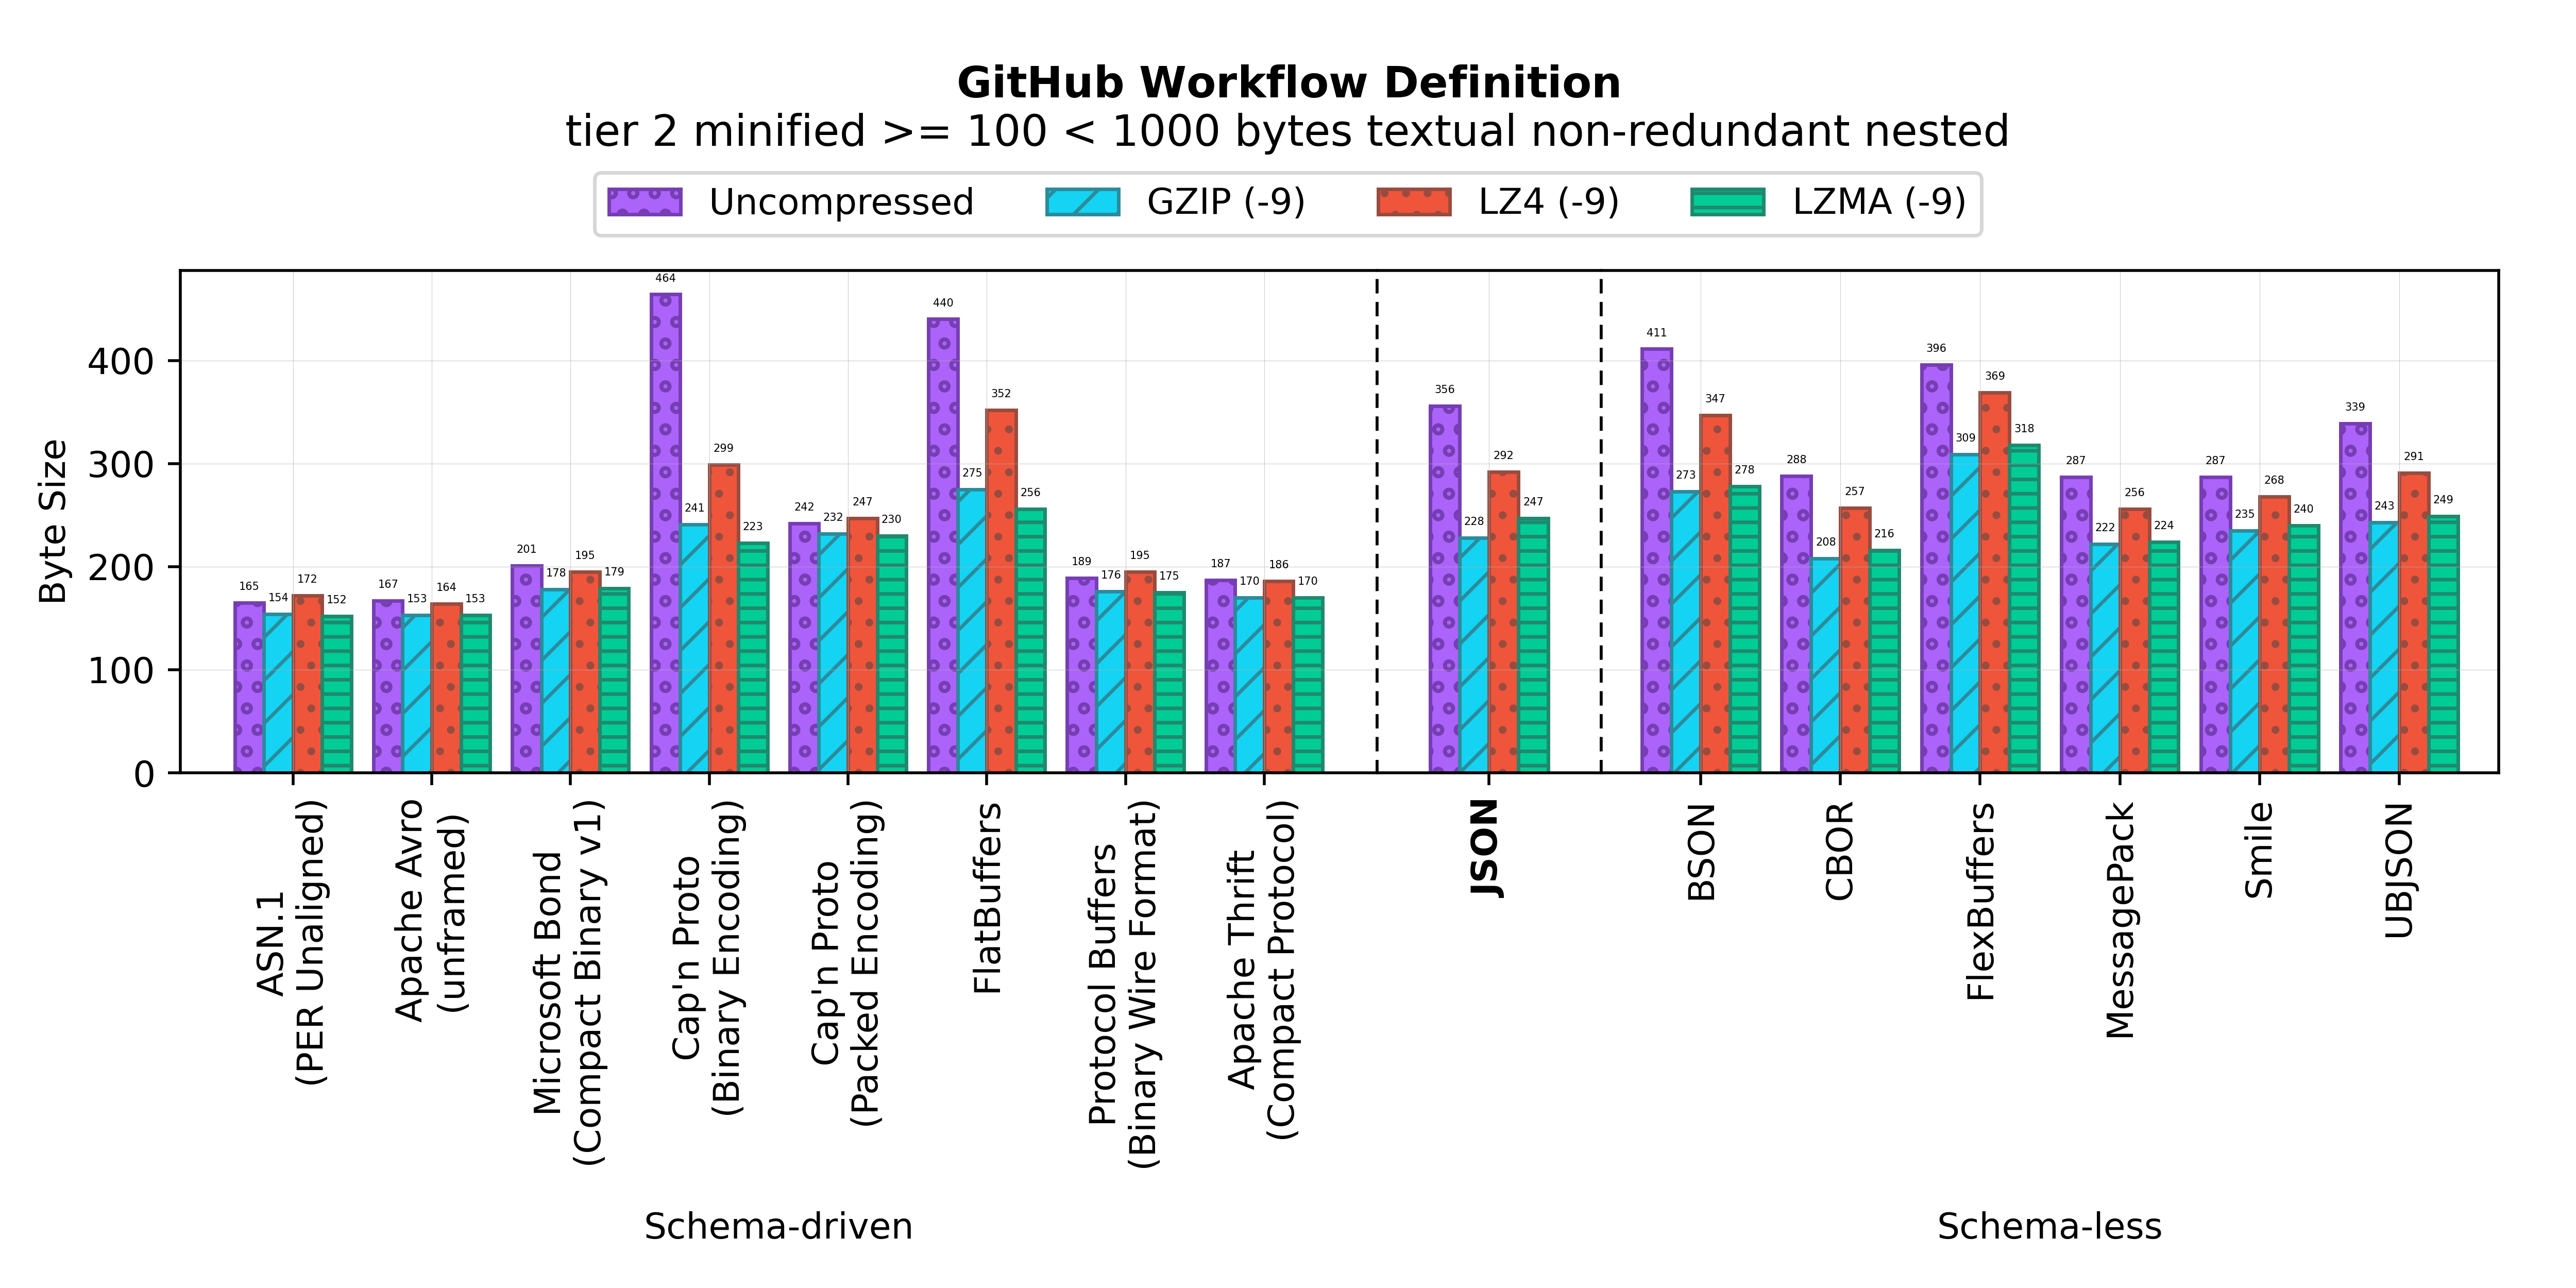 GitHub Workflow Definition
tier 2 minified >= 100 < 1000 bytes textual non-redundant nested
Uncompressed GZIP (-9) LZ4 (-9) LZMA (-9)
Byte Size
400
300
200
100
0
165 154 172 152
167 153 164 153
201 178 195 179
464 241 299 223
242 232 247 230
440 275 352 256
189 176 195 175
187 170 186 170
356 228 292 247
411 273 347 278
288 208 257 216
396 309 369 318
287 222 256 224
287 235 268 240
339 243 291 249
ASN.1
(PER Unaligned)
Apache Avro
(unframed)
Microsoft Bond
(Compact Binary v1)
Cap'n Proto
(Binary Encoding)
Cap'n Proto
(Packed Encoding)
FlatBuffers
Protocol Buffers
(Binary Wire Format)
Apache Thrift
(Compact Protocol)
JSON
BSON
CBOR
FlexBuffers
MessagePack
Smile
UBJSON
Schema-driven
Schema-less